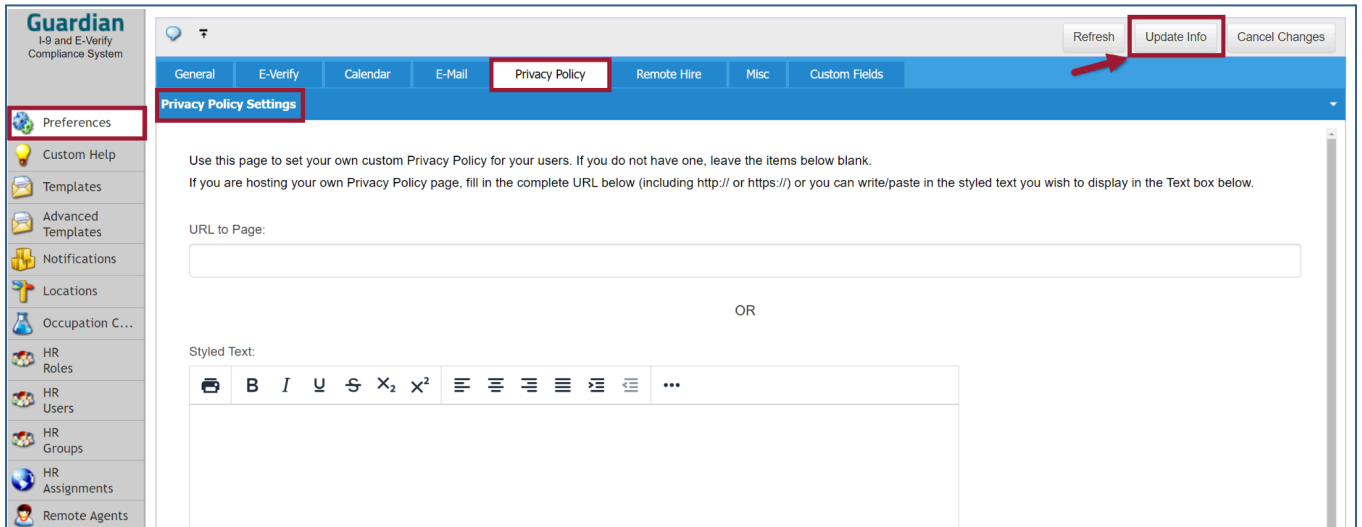 Guardian
I-9 and E-Verify
Compliance System
Refresh
Update Info
Cancel Changes
General
E-Verify
Calendar
E-Mail
Privacy Policy
Remote Hire
Misc
Custom Fields
Privacy Policy Settings
Preferences
Custom Help
Templates
Advanced
Templates
Notifications
Locations
Occupation C...
HR
Roles
HR
Users
HR
Groups
HR
Assignments
Remote Agents
Use this page to set your own custom Privacy Policy for your users. If you do not have one, leave the items below blank.
If you are hosting your own Privacy Policy page, fill in the complete URL below (including http:// or https://) or you can write/paste in the styled text you wish to display in the Text box below.
URL to Page:
OR
Styled Text:
B I U S X₂ X²